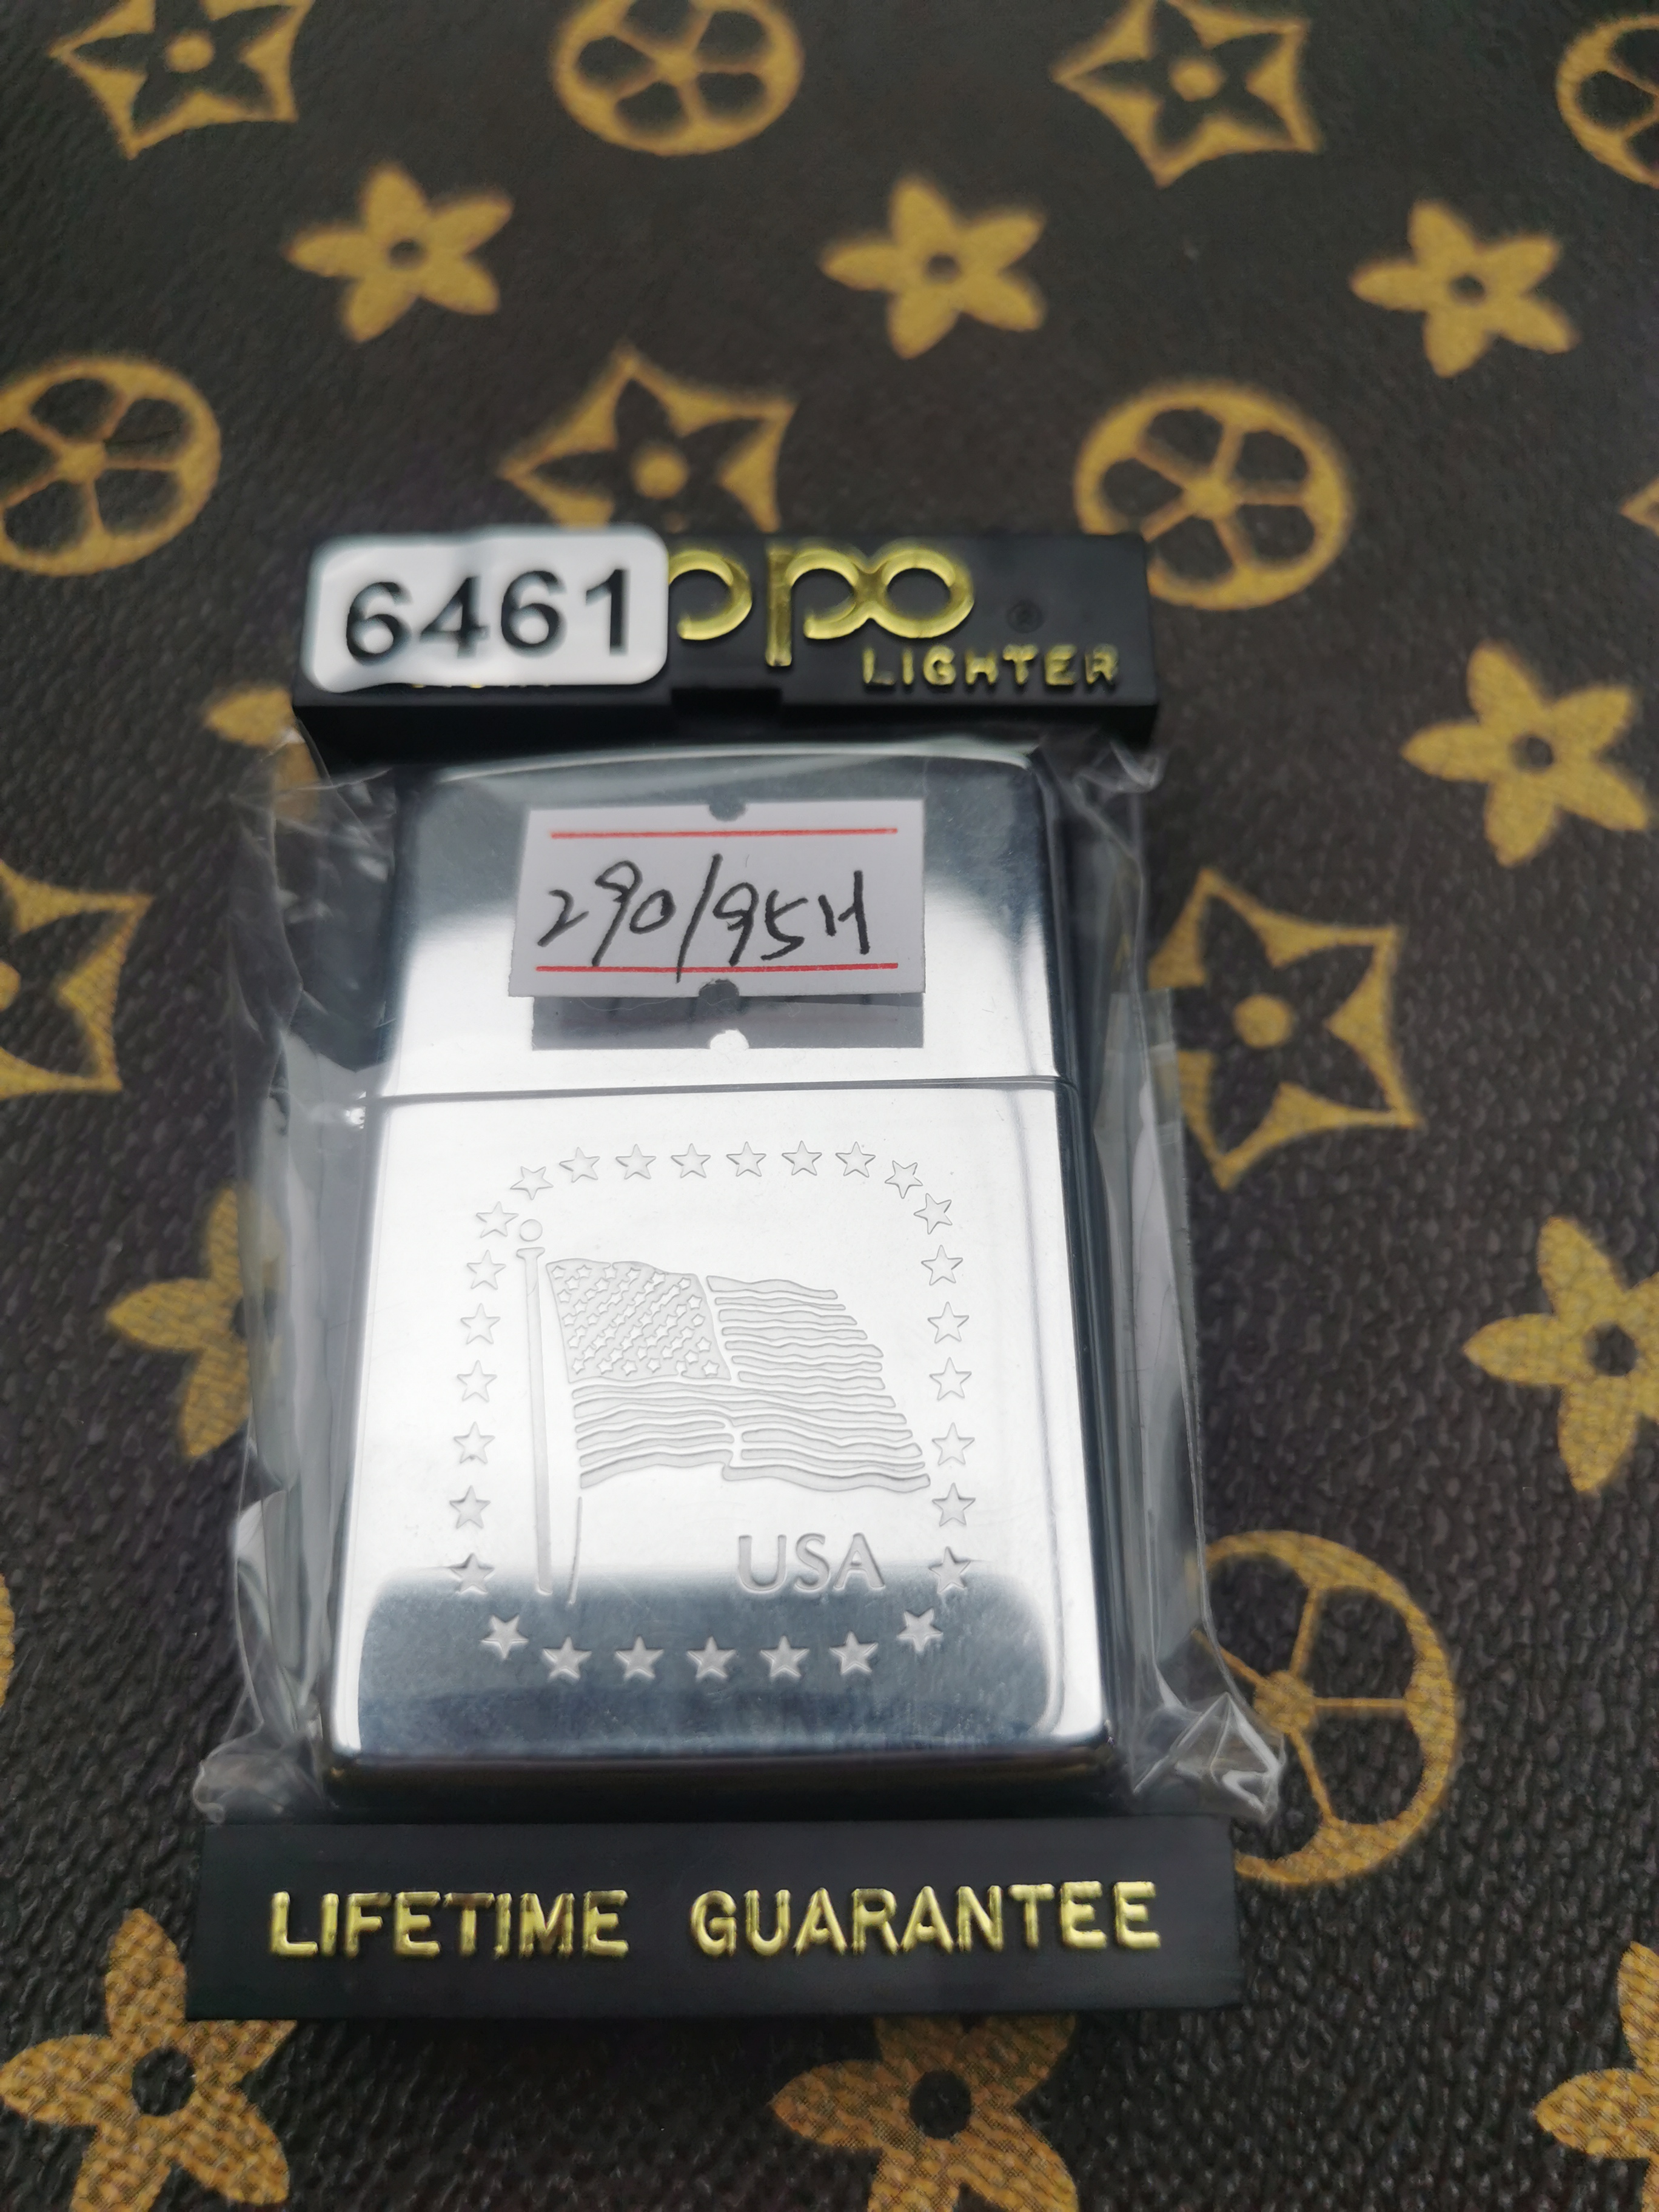 6461
ppo
LIGHTER
290/95H
USA
LIFETIME GUARANTEE